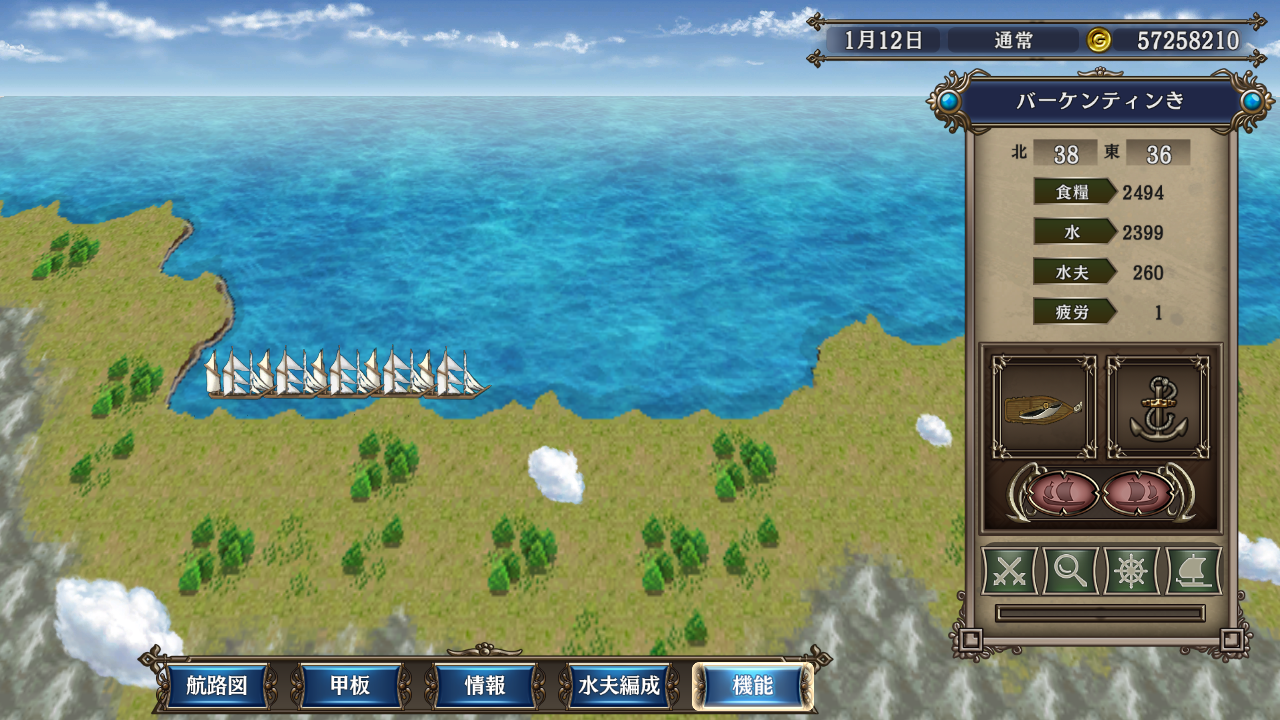 1月12日 通常 G 57258210
バーケンティンき
北 38 東 36
食糧 2494
水 2399
水夫 260
疲労 1
航路図 甲板 情報 水夫編成 機能